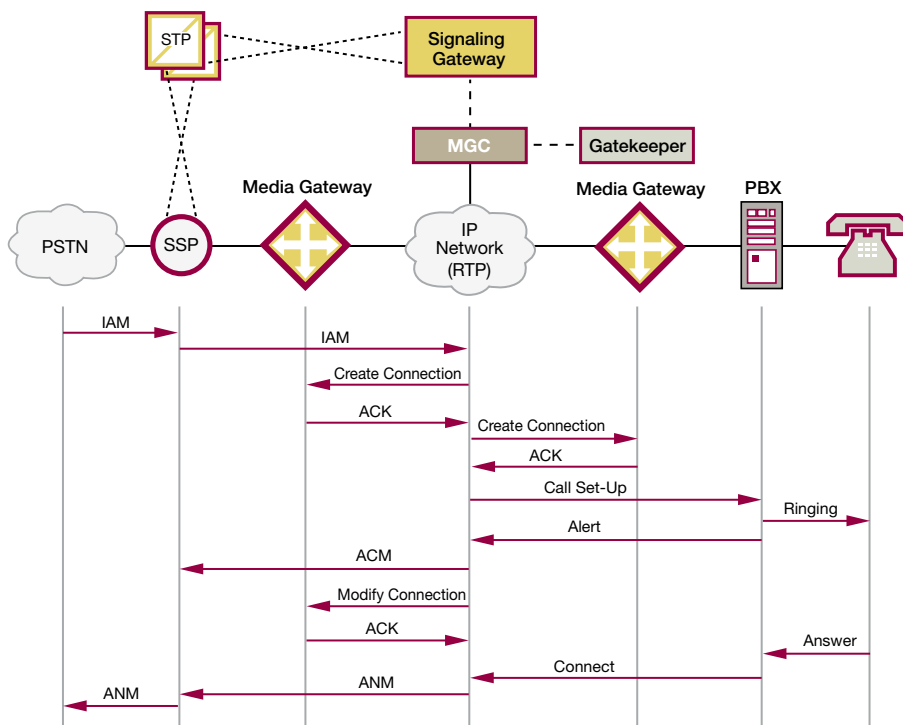 STP
Signaling
Gateway
MGC
Gatekeeper
Media Gateway
Media Gateway
PBX
PSTN
SSP
IP
Network
(RTP)
IAM
IAM
Create Connection
ACK
Create Connection
ACK
Call Set-Up
Ringing
Alert
ACM
Modify Connection
ACK
Answer
Connect
ANM
ANM